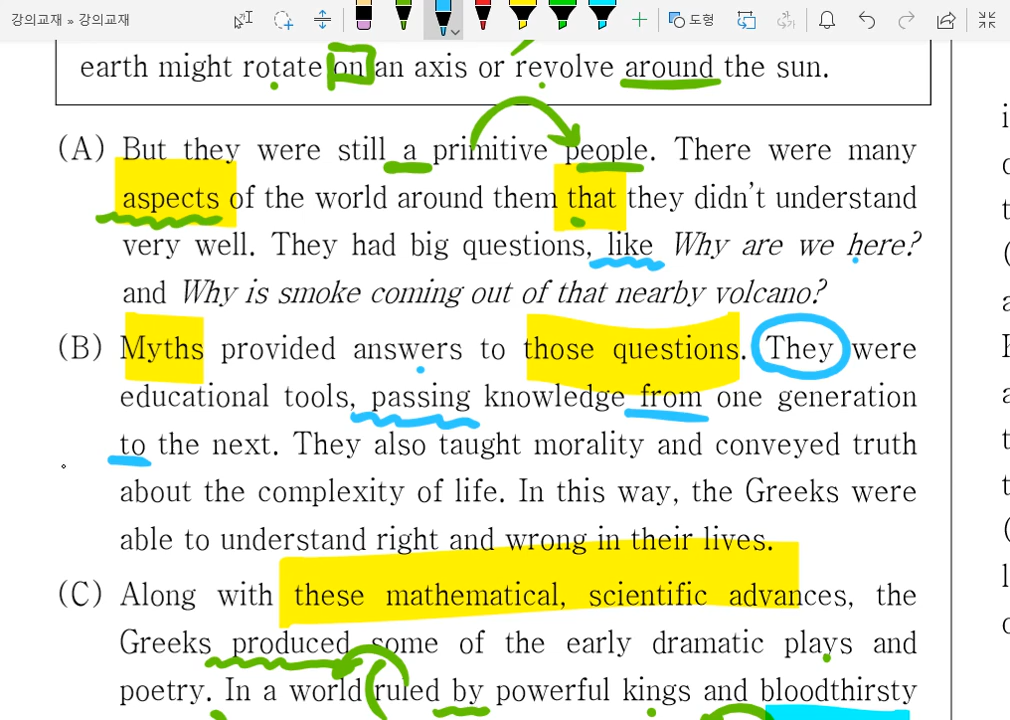 강의교재 » 강의교재
도형
earth might rotate on an axis or revolve around the sun.
(A) But they were still a primitive people. There were many
aspects of the world around them that they didn't understand
very well. They had big questions, like Why are we here?
and Why is smoke coming out of that nearby volcano?
(B) Myths provided answers to those questions. They were
educational tools, passing knowledge from one generation
to the next. They also taught morality and conveyed truth
about the complexity of life. In this way, the Greeks were
able to understand right and wrong in their lives.
(C) Along with these mathematical, scientific advances, the
Greeks produced some of the early dramatic plays and
poetry. In a world ruled by powerful kings and bloodthirsty